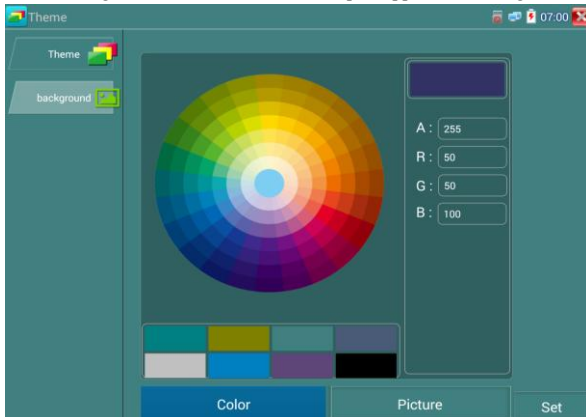 Theme
07:00
Theme
background
A : 255
R : 50
G : 50
B : 100
Color
Picture
Set